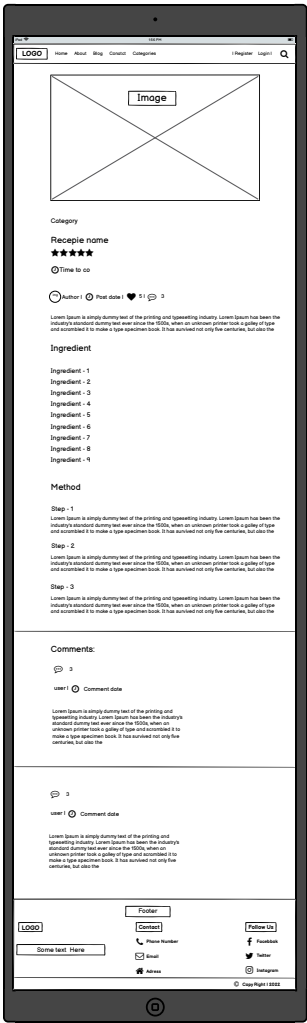 iPad 1:55 PM
LOGO Home About Blog Conatct Categories I Register Login I
Image
Category
Recepie name
Time to co
Author I Post date I 5 I 3
Lorem Ipsum is simply dummy text of the printing and typesetting industry. Lorem Ipsum has been the
industry's standard dummy text ever since the 1500s, when an unknown printer took a galley of type
and scrambled it to make a type specimen book. It has survived not only five centuries, but also the
Ingredient
Ingredient - 1
Ingredient - 2
Ingredient - 3
Ingredient - 4
Ingredient - 5
Ingredient - 6
Ingredient - 7
Ingredient - 8
Ingredient - 9
Method
Step - 1
Lorem Ipsum is simply dummy text of the printing and typesetting industry. Lorem Ipsum has been the
industry's standard dummy text ever since the 1500s, when an unknown printer took a galley of type
and scrambled it to make a type specimen book. It has survived not only five centuries, but also the
Step - 2
Lorem Ipsum is simply dummy text of the printing and typesetting industry. Lorem Ipsum has been the
industry's standard dummy text ever since the 1500s, when an unknown printer took a galley of type
and scrambled it to make a type specimen book. It has survived not only five centuries, but also the
Step - 3
Lorem Ipsum is simply dummy text of the printing and typesetting industry. Lorem Ipsum has been the
industry's standard dummy text ever since the 1500s, when an unknown printer took a galley of type
and scrambled it to make a type specimen book. It has survived not only five centuries, but also the
Comments:
3
user I Comment date
Lorem Ipsum is simply dummy text of the printing and
typesetting industry. Lorem Ipsum has been the industry's
standard dummy text ever since the 1500s, when an
unknown printer took a galley of type and scrambled it to
make a type specimen book. It has survived not only five
centuries, but also the
3
user I Comment date
Lorem Ipsum is simply dummy text of the printing and
typesetting industry. Lorem Ipsum has been the industry's
standard dummy text ever since the 1500s, when an
unknown printer took a galley of type and scrambled it to
make a type specimen book. It has survived not only five
centuries, but also the
Footer
LOGO Contact Follow Us
Phone Number Facebbok
Some text Here
Email Twitter
Adress Instagram
© Copy Right I 2022